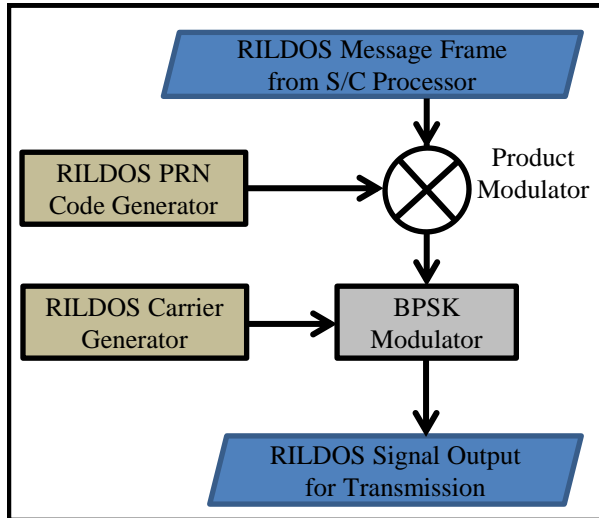 RILDOS Message Frame
from S/C Processor
Product
Modulator
RILDOS PRN
Code Generator
RILDOS Carrier
Generator
BPSK
Modulator
RILDOS Signal Output
for Transmission